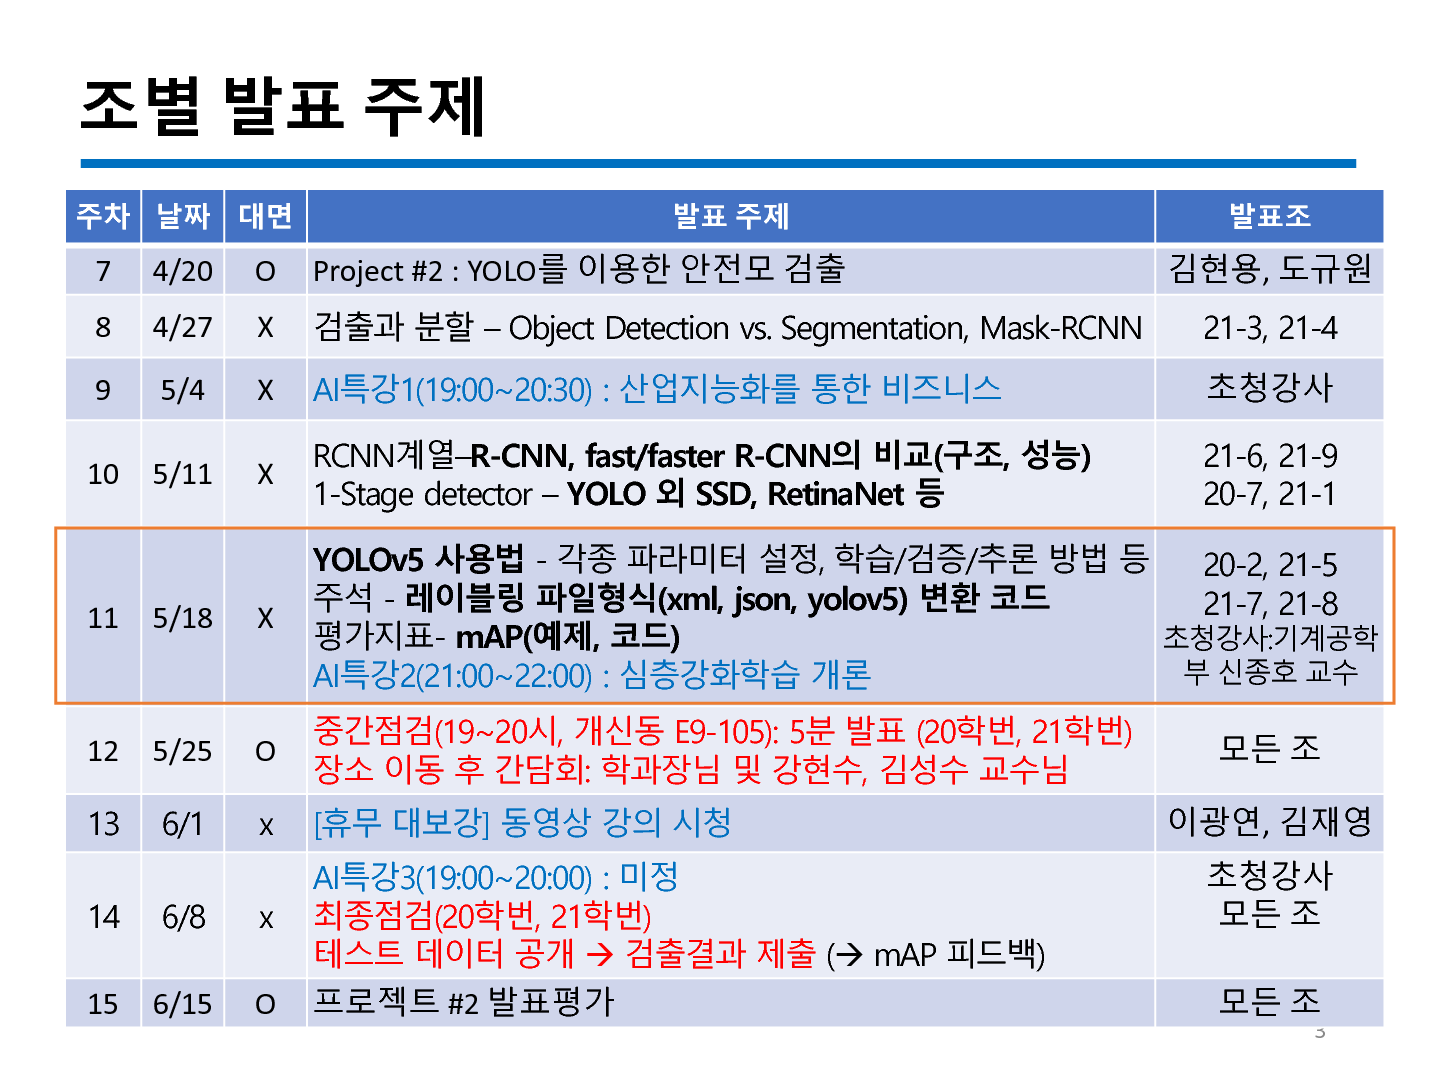 조별 발표 주제
주차 날짜 대면 발표 주제 발표조
7 4/20 O Project #2 : YOLO를 이용한 안전모 검출 김현용, 도규원
8 4/27 X 검출과 분할 – Object Detection vs. Segmentation, Mask-RCNN 21-3, 21-4
9 5/4 X AI특강1(19:00~20:30) : 산업지능화를 통한 비즈니스 초청강사
10 5/11 X
RCNN계열–R-CNN, fast/faster R-CNN의 비교(구조, 성능)
1-Stage detector – YOLO 외 SSD, RetinaNet 등
21-6, 21-9
20-7, 21-1
11 5/18 X
YOLOv5 사용법 - 각종 파라미터 설정, 학습/검증/추론 방법 등
주석 - 레이블링 파일형식(xml, json, yolov5) 변환 코드
평가지표- mAP(예제, 코드)
AI특강2(21:00~22:00) : 심층강화학습 개론
20-2, 21-5
21-7, 21-8
초청강사:기계공학
부 신종호 교수
12 5/25 O
중간점검(19~20시, 개신동 E9-105): 5분 발표 (20학번, 21학번)
장소 이동 후 간담회: 학과장님 및 강현수, 김성수 교수님
모든 조
13 6/1 x [휴무 대보강] 동영상 강의 시청 이광연, 김재영
14 6/8 x
AI특강3(19:00~20:00) : 미정
최종점검(20학번, 21학번)
테스트 데이터 공개 → 검출결과 제출 (→ mAP 피드백)
초청강사
모든 조
15 6/15 O 프로젝트 #2 발표평가 모든 조
3